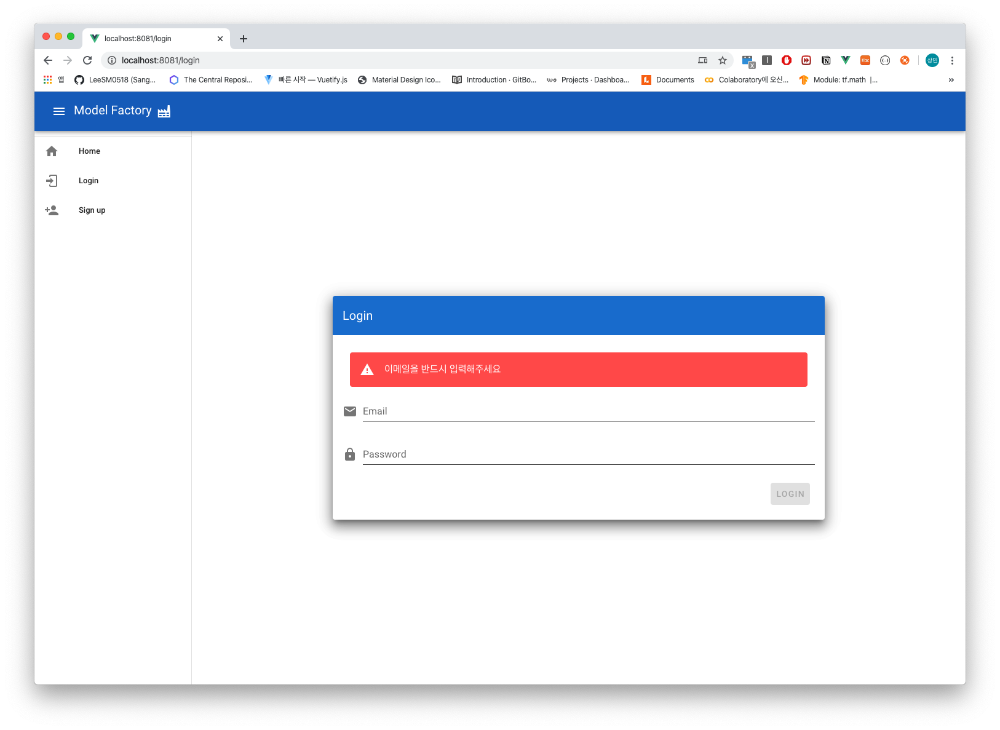 localhost:8081/login
localhost:8081/login
상민
앱
LeeSM0518 (Sang...
The Central Reposi...
빠른 시작 — Vuetify.js
Material Design Ico...
Introduction · GitBo...
Projects · Dashboa...
Documents
Colaboratory에 오신...
Module: tf.math |...
»
Model Factory
Home
Login
Sign up
Login
이메일을 반드시 입력해주세요
Email
Password
LOGIN